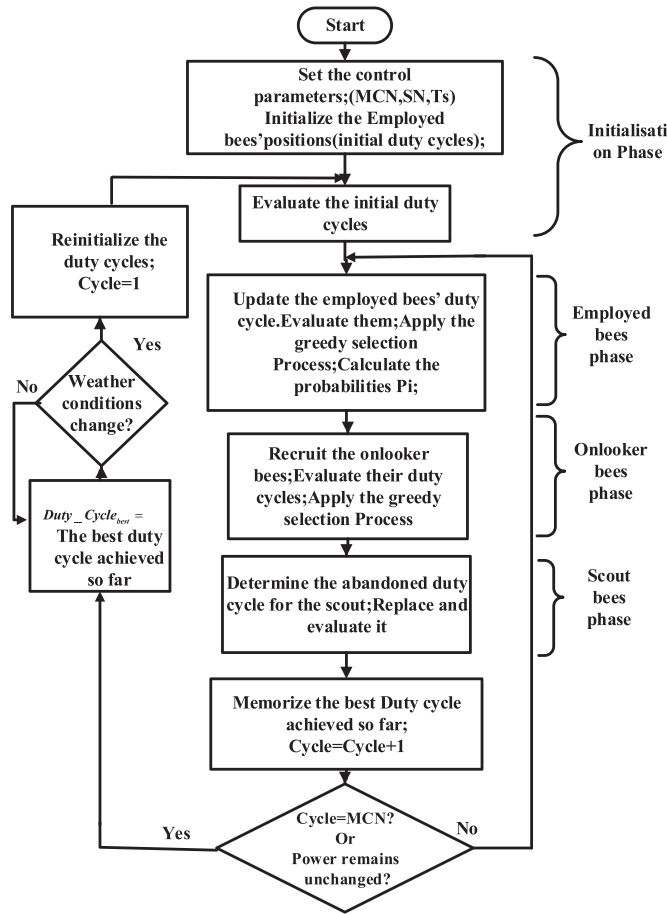 Start
Set the control
parameters;(MCN,SN,Ts)
Initialize the Employed
bees'positions(initial duty cycles);
Initialisati
on Phase
Evaluate the initial duty
cycles
Reinitialize the
duty cycles;
Cycle=1
Update the employed bees' duty
cycle.Evaluate them;Apply the
greedy selection
Process;Calculate the
probabilities Pi;
Employed
bees
phase
Yes
No
Weather
conditions
change?
Recruit the onlooker
bees;Evaluate their duty
cycles;Apply the greedy
selection Process
Onlooker
bees
phase
Duty_Cycle_best =
The best duty
cycle achieved
so far
Determine the abandoned duty
cycle for the scout;Replace and
evaluate it
Scout
bees
phase
Memorize the best Duty cycle
achieved so far;
Cycle=Cycle+1
Yes
Cycle=MCN?
Or
Power remains
unchanged?
No